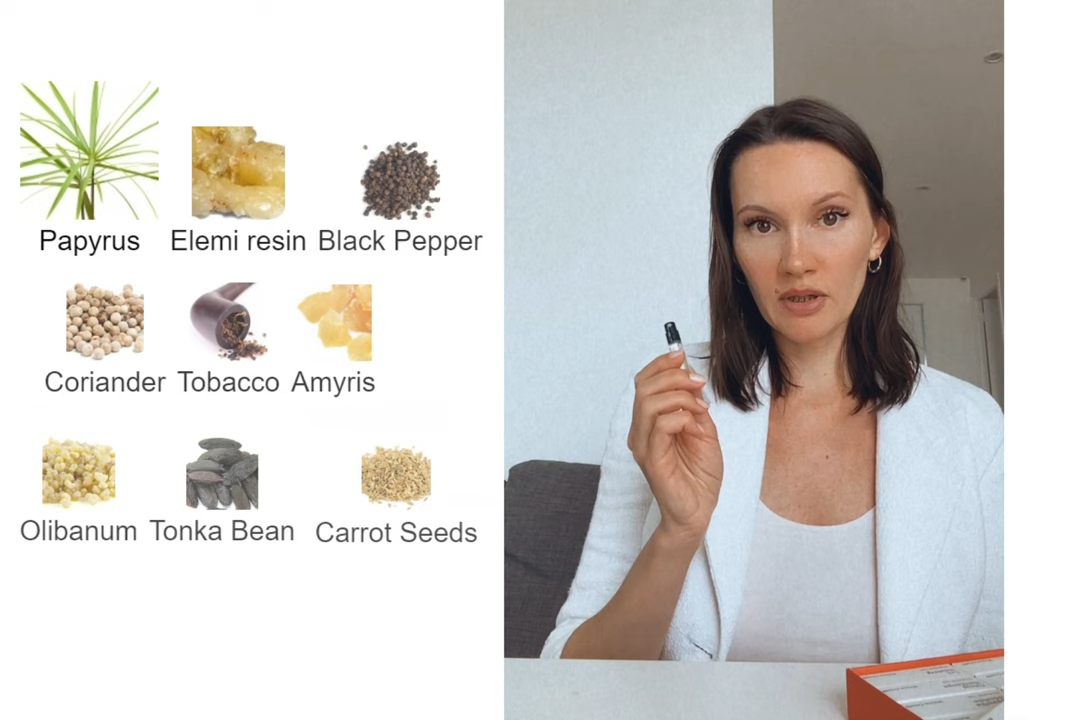 Papyrus Elemi resin Black Pepper
Coriander Tobacco Amyris
Olibanum Tonka Bean Carrot Seeds